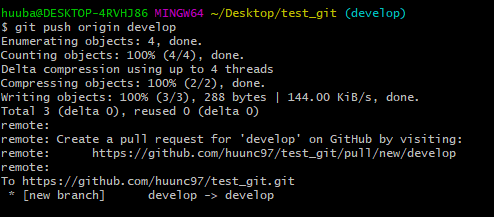 huuba@DESKTOP-4RVHJ86 MINGW64 ~/Desktop/test_git (develop)
$ git push origin develop
Enumerating objects: 4, done.
Counting objects: 100% (4/4), done.
Delta compression using up to 4 threads
Compressing objects: 100% (2/2), done.
Writing objects: 100% (3/3), 288 bytes | 144.00 KiB/s, done.
Total 3 (delta 0), reused 0 (delta 0)
remote:
remote: Create a pull request for 'develop' on GitHub by visiting:
remote:      https://github.com/huunc97/test_git/pull/new/develop
remote:
To https://github.com/huunc97/test_git.git
 * [new branch]      develop -> develop